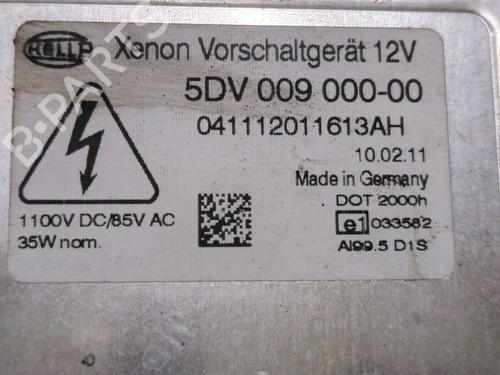 HELLA
Xenon Vorschaltgerät 12V
5DV 009 000-00
041112011613AH
10.02.11
Made in Germany
DOT 2000h
e1 033582
Al99.5 D1S
1100V DC/85V AC
35W nom.
B-PARTS